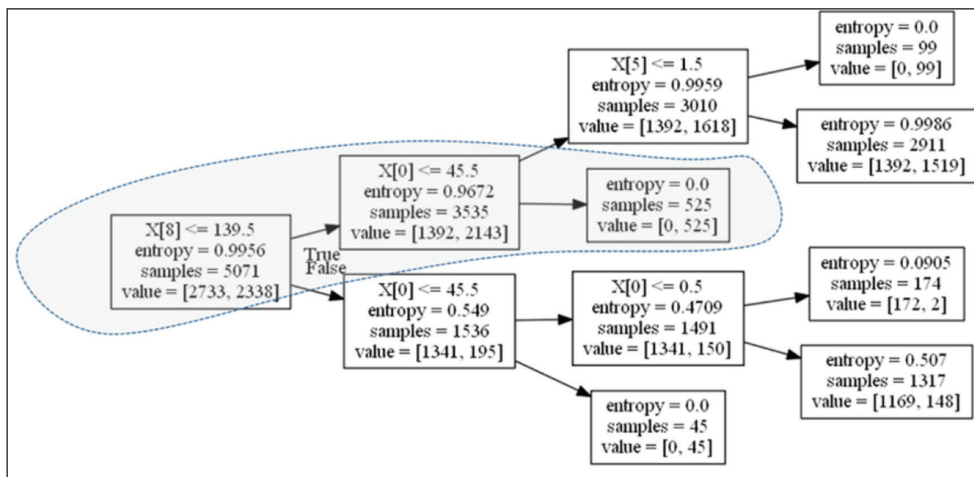 entropy = 0.0
samples = 99
value = [0, 99]
X[5] <= 1.5
entropy = 0.9959
samples = 3010
value = [1392, 1618]
entropy = 0.9986
samples = 2911
value = [1392, 1519]
X[0] <= 45.5
entropy = 0.9672
samples = 3535
value = [1392, 2143]
entropy = 0.0
samples = 525
value = [0, 525]
X[8] <= 139.5
entropy = 0.9956
samples = 5071
value = [2733, 2338]
True
False
X[0] <= 45.5
entropy = 0.549
samples = 1536
value = [1341, 195]
X[0] <= 0.5
entropy = 0.4709
samples = 1491
value = [1341, 150]
entropy = 0.0905
samples = 174
value = [172, 2]
entropy = 0.507
samples = 1317
value = [1169, 148]
entropy = 0.0
samples = 45
value = [0, 45]